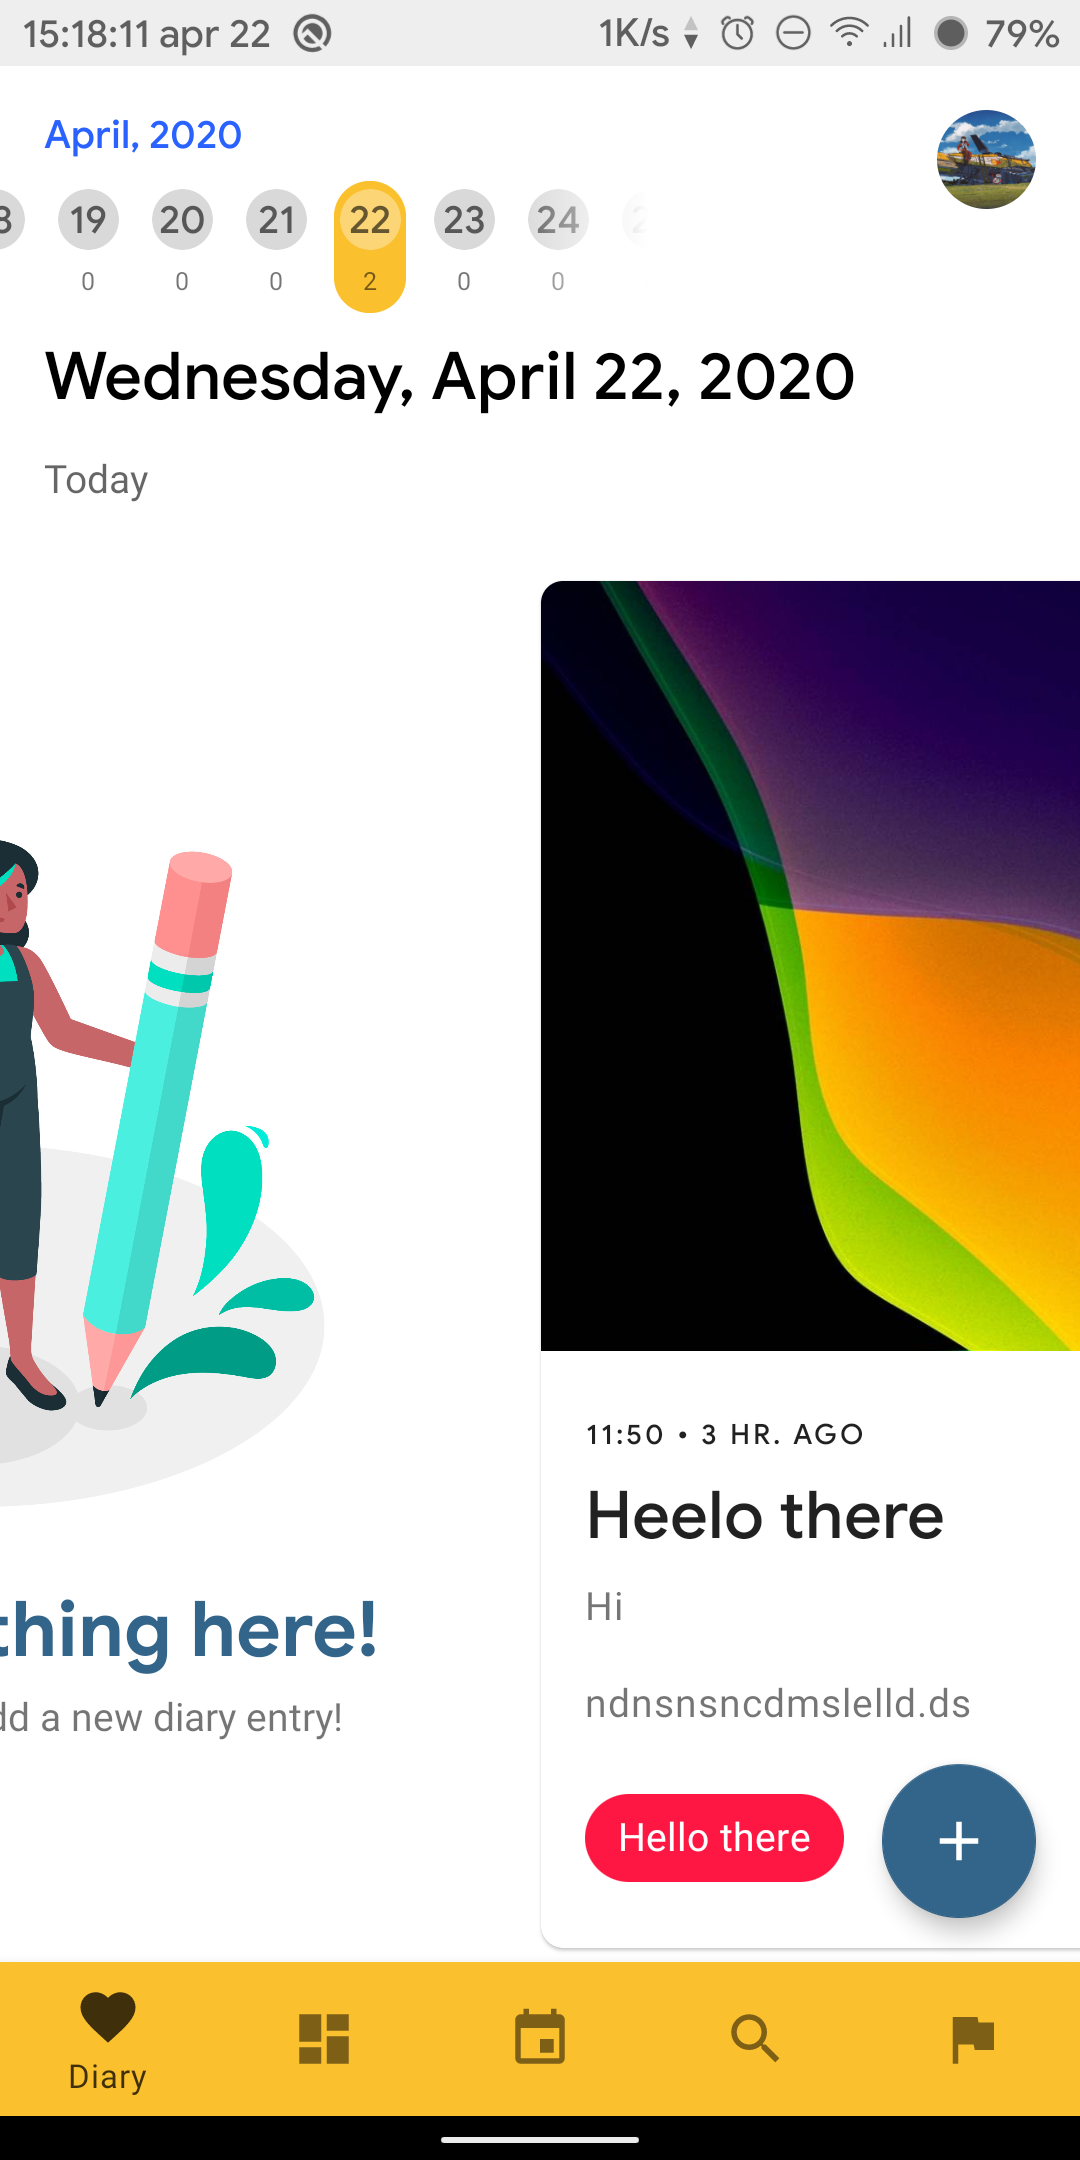 15:18:11 apr 22 1K/s 79%
April, 2020
19 20 21 22 23 24
0 0 0 2 0 0
Wednesday, April 22, 2020
Today
11:50 • 3 HR. AGO
Heelo there
Hi
thing here!
ndnsnsncdmslelld.ds
dd a new diary entry!
Hello there
Diary